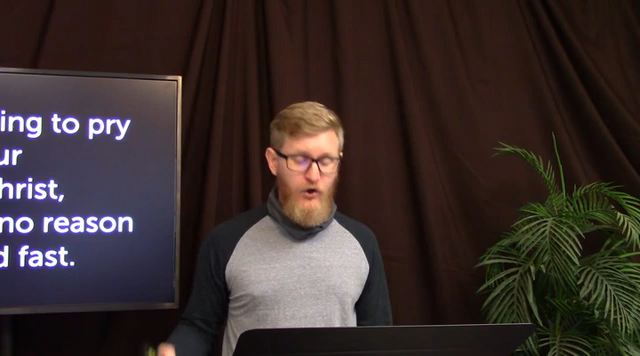 ing to pry
ur
hrist,
no reason
d fast.